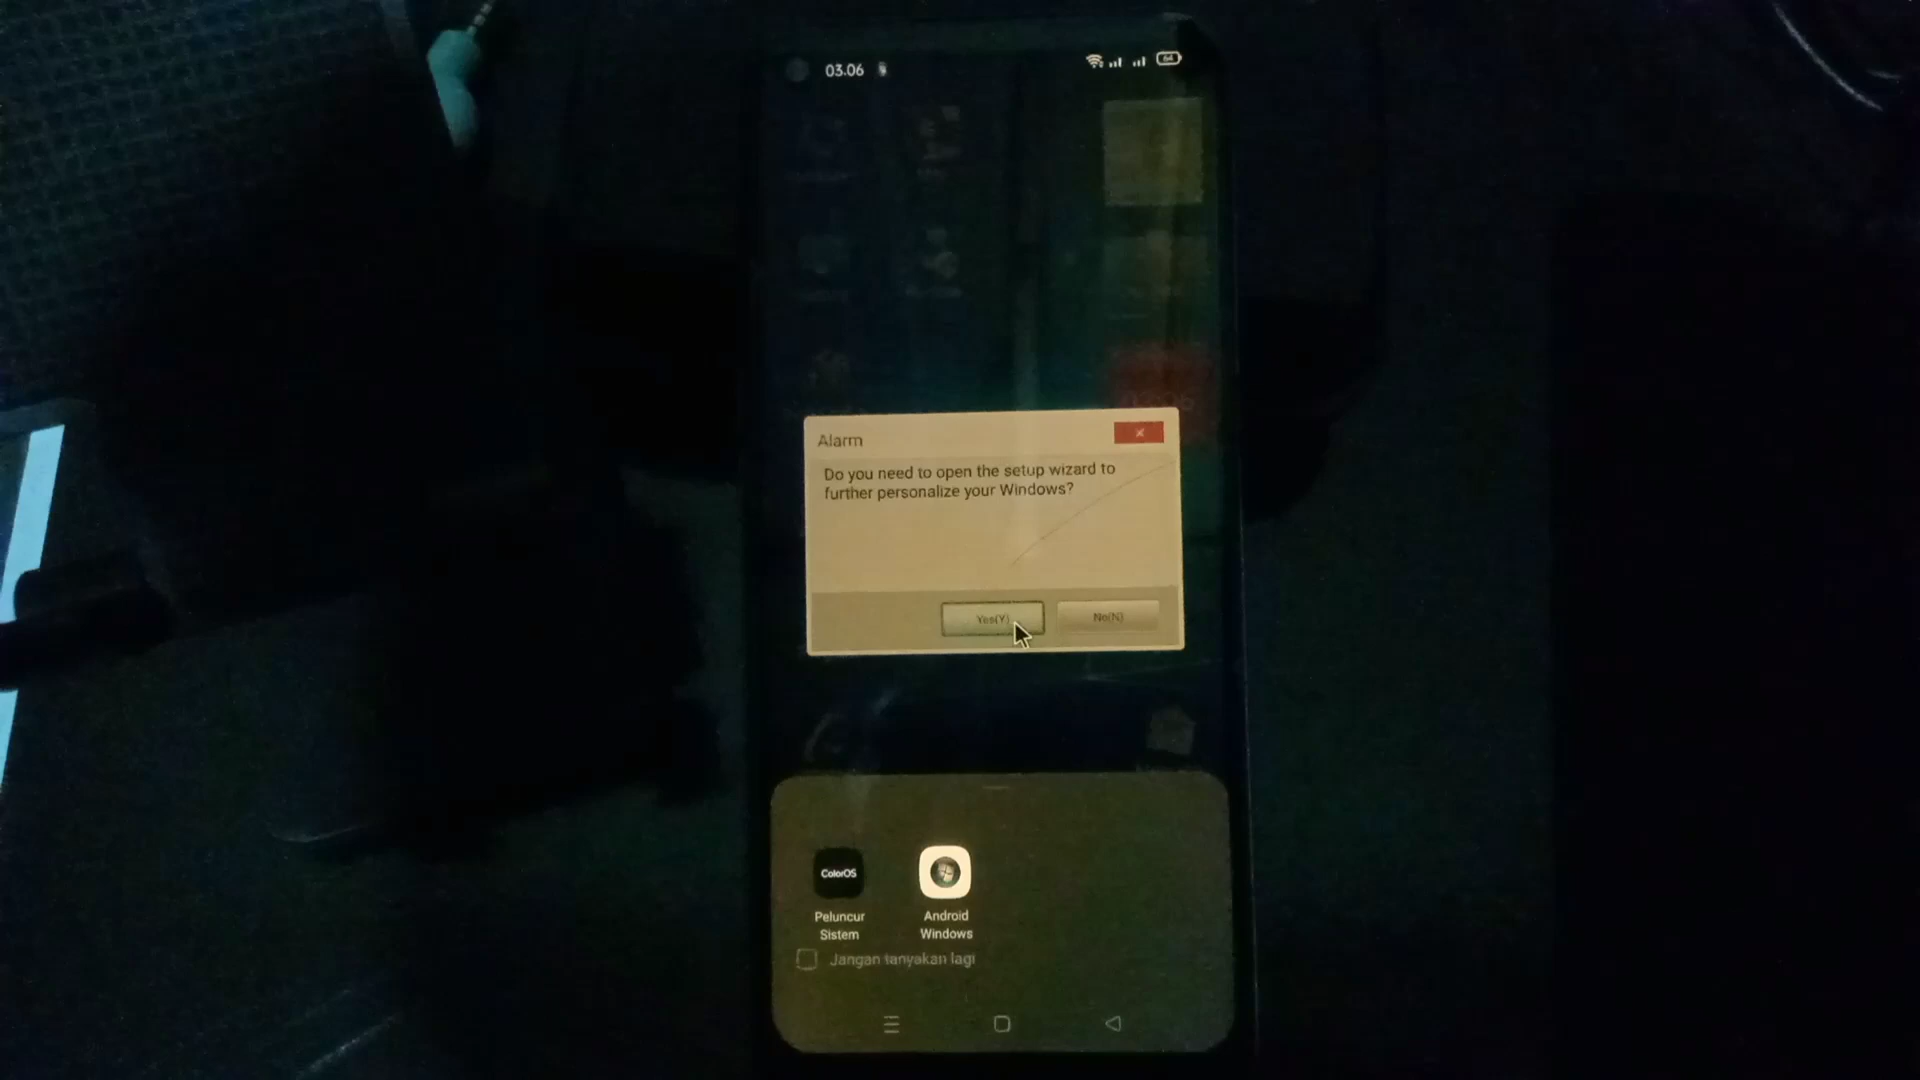 03.06
64
Alarm
Do you need to open the setup wizard to
further personalize your Windows?
Yes(Y)
No(N)
ColorOS
Peluncur
Sistem
Android
Windows
Jangan tanyakan lagi